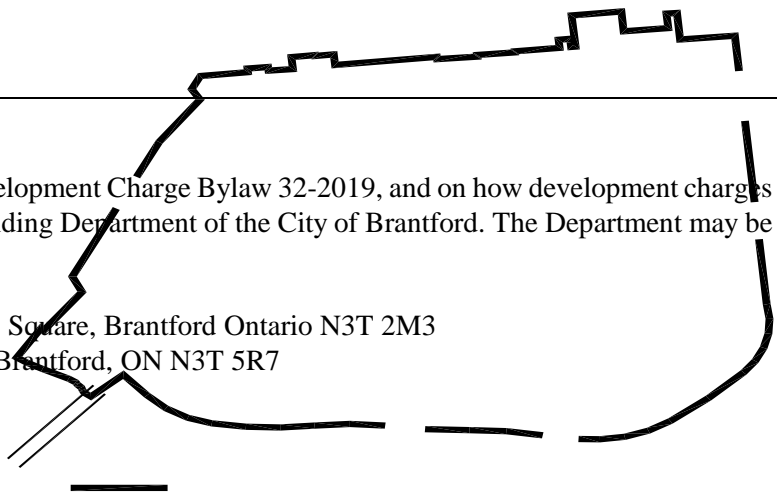 elopment Charge Bylaw 32-2019, and on how development charges
ding Department of the City of Brantford. The Department may be
Square, Brantford Ontario N3T 2M3
Brantford, ON N3T 5R7